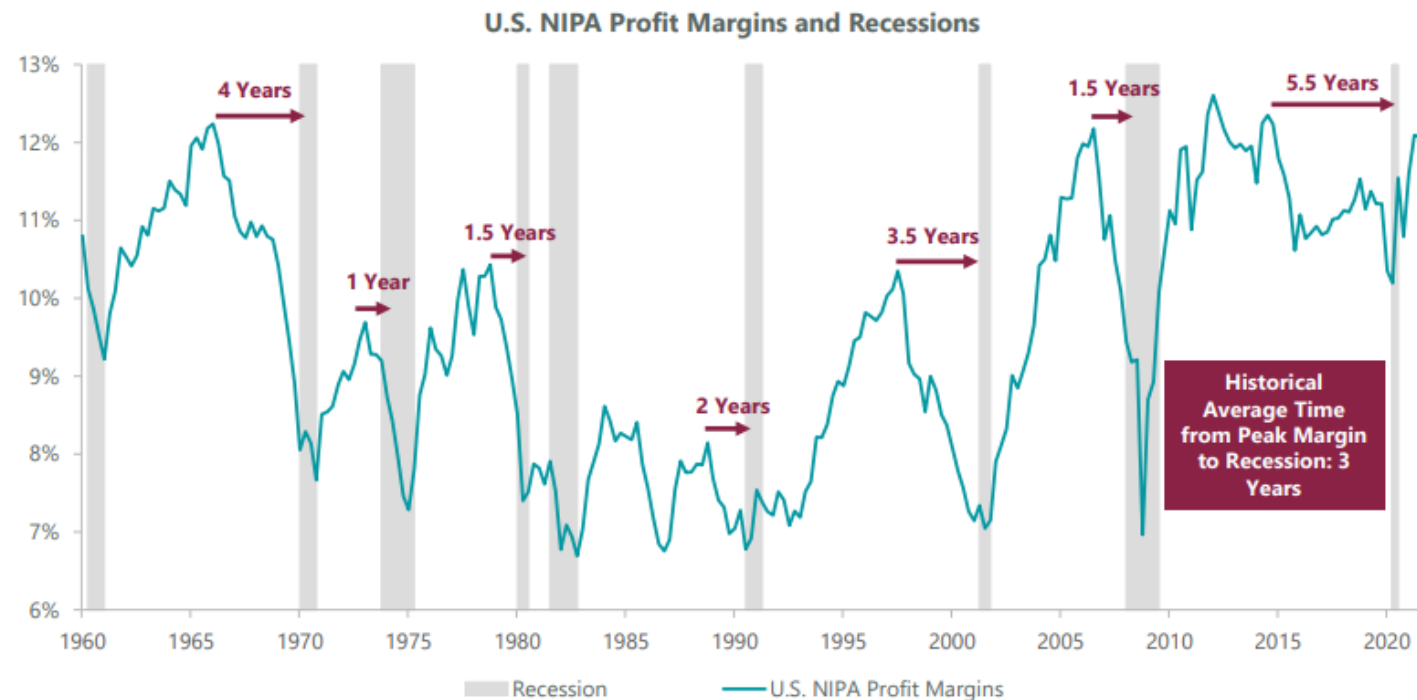 U.S. NIPA Profit Margins and Recessions
13%
12%
11%
10%
9%
8%
7%
6%
4 Years
1 Year
1.5 Years
2 Years
3.5 Years
1.5 Years
5.5 Years
Historical
Average Time
from Peak Margin
to Recession: 3
Years
1960
1965
1970
1975
1980
1985
1990
1995
2000
2005
2010
2015
2020
Recession
U.S. NIPA Profit Margins